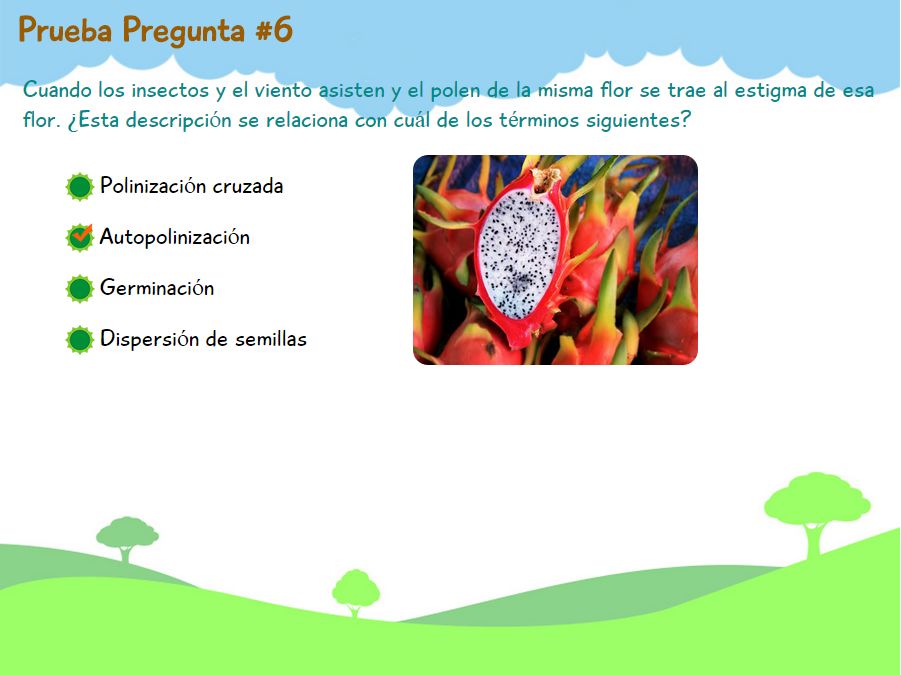 Prueba Pregunta #6
Cuando los insectos y el viento asisten y el polen de la misma flor se trae al estigma de esa
flor. ¿Esta descripción se relaciona con cuál de los términos siguientes?
Polinización cruzada
Autopolinización
Germinación
Dispersión de semillas